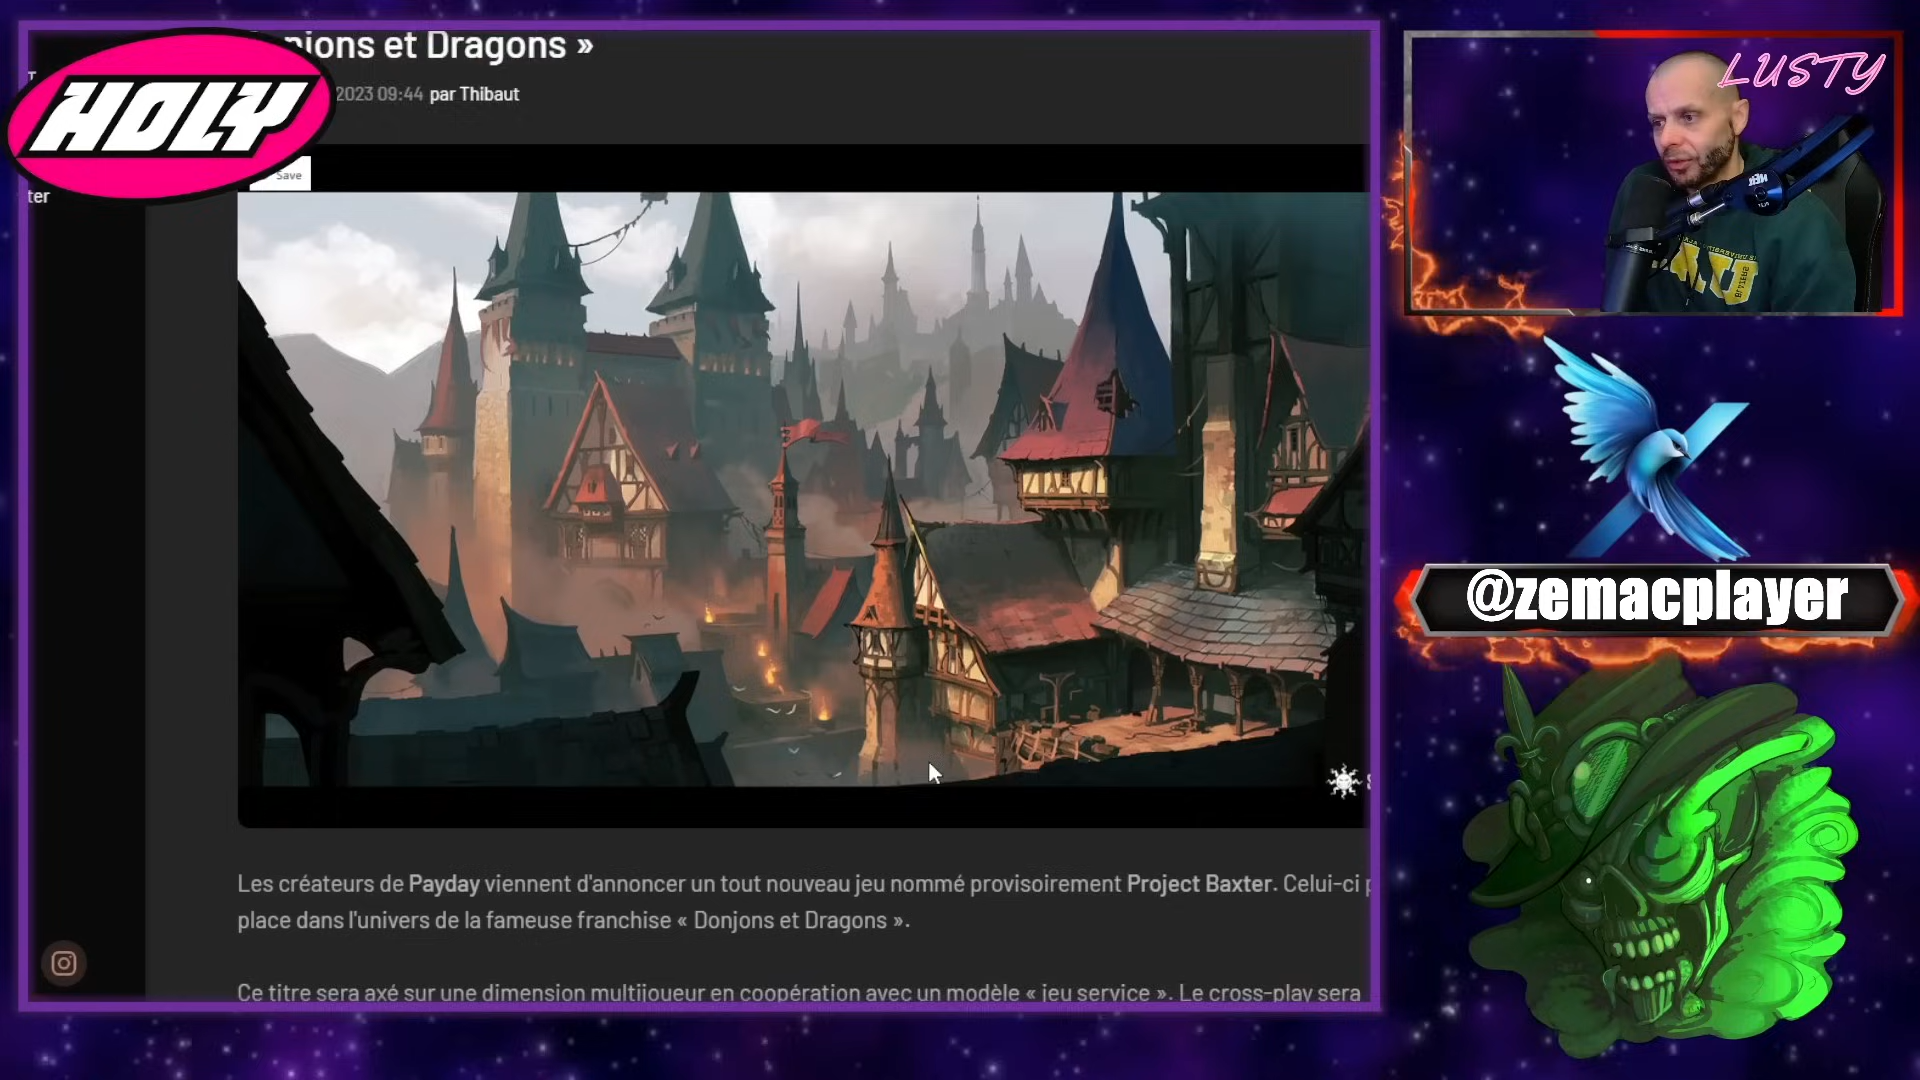 onjons et Dragons »
2023 09:44 par Thibaut
HOLY
Save
ter
Les créateurs de Payday viennent d'annoncer un tout nouveau jeu nommé provisoirement Project Baxter. Celui-ci p
place dans l'univers de la fameuse franchise « Donjons et Dragons ».
Ce titre sera axé sur une dimension multijoueur en coopération avec un modèle « jeu service ». Le cross-play sera
LUSTY
@zemacplayer